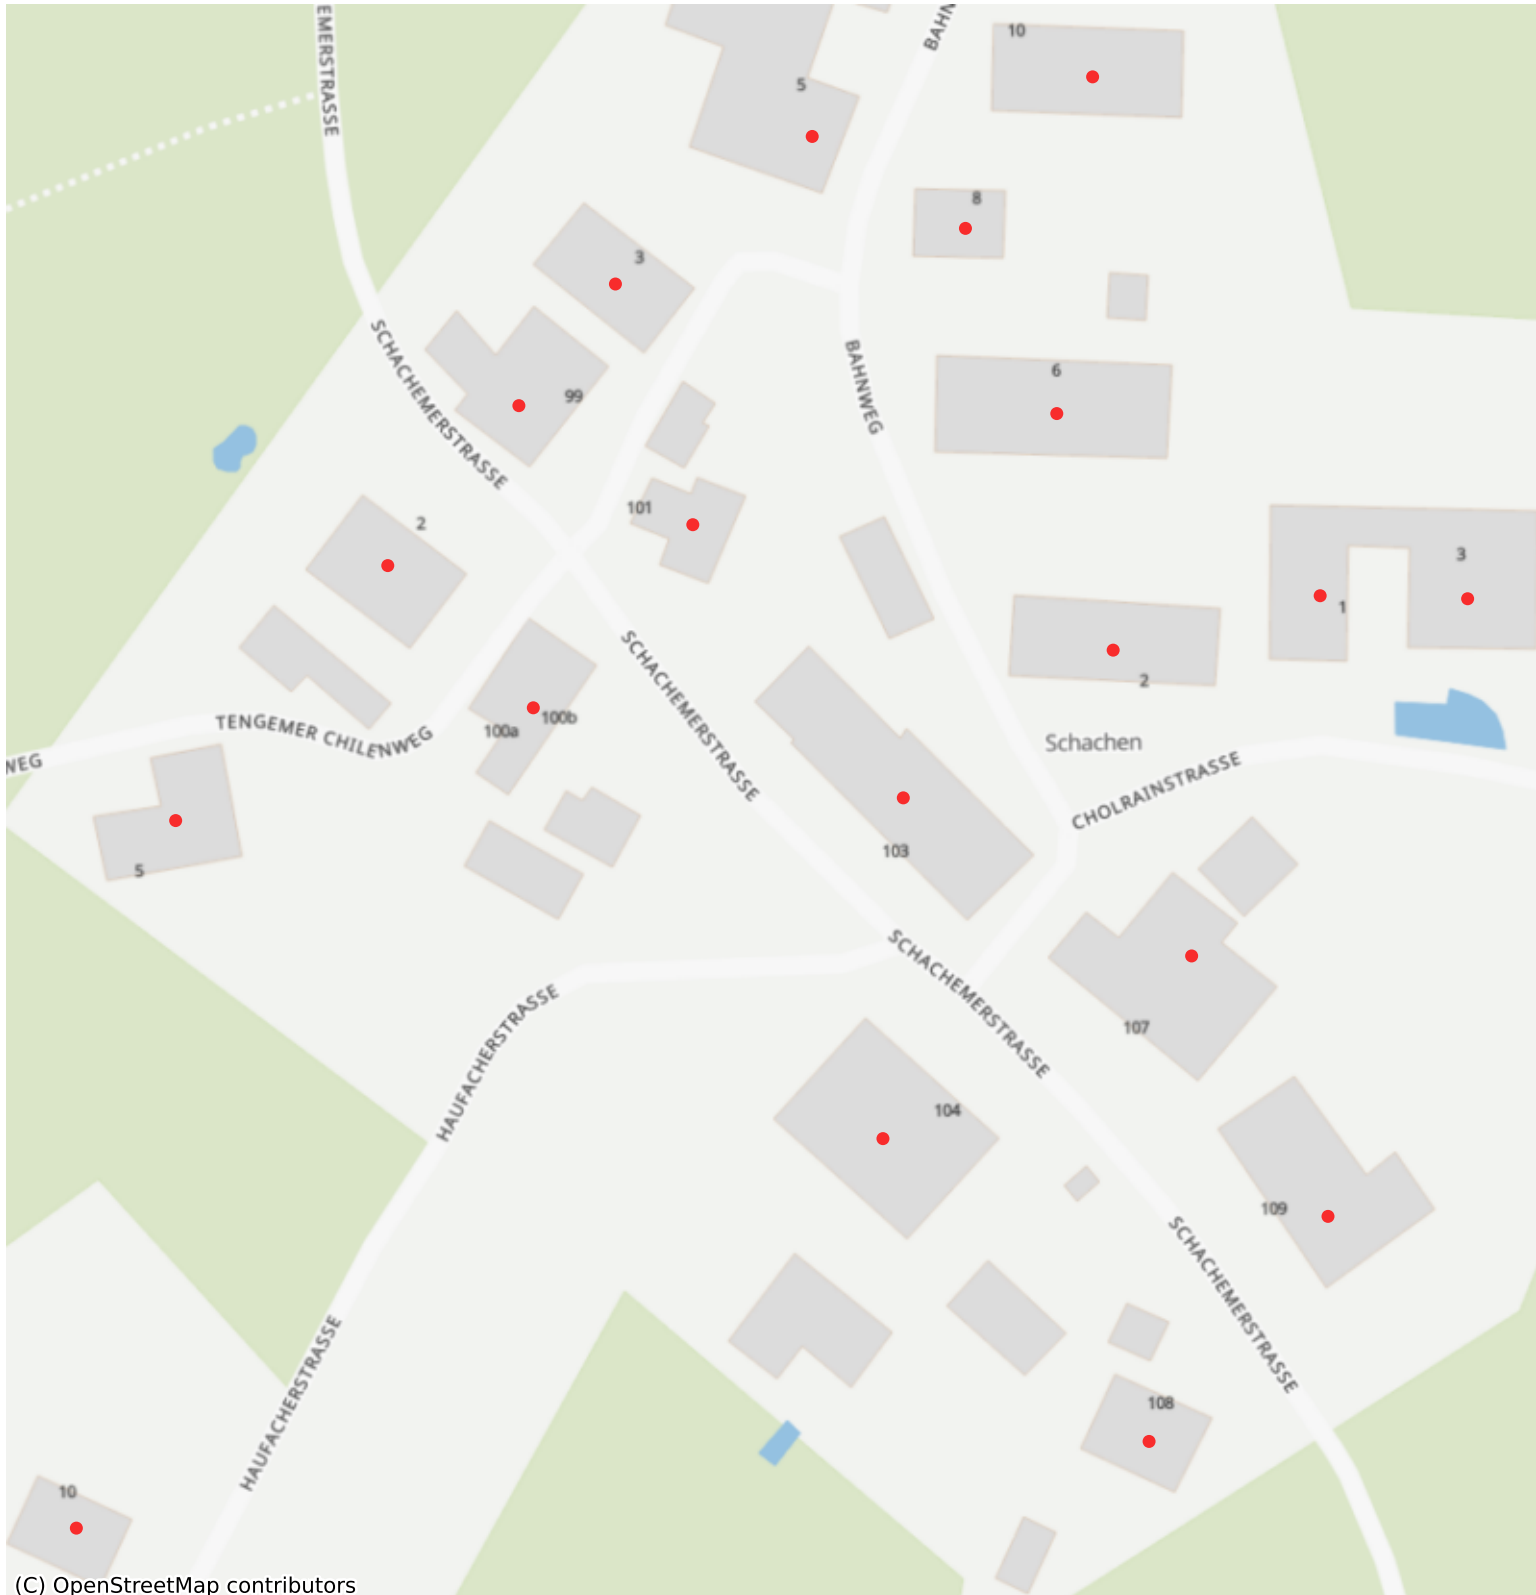 EMERSTRASSE
BAHN
10
5
8
3
SCHACHEMERSTRASSE
99
BAHNWEG
6
101
2
3
1
SCHACHEMERSTRASSE
2
100a
100b
TENGEMER CHILENWEG
WEG
Schachen
CHOLRAINSTRASSE
103
5
SCHACHEMERSTRASSE
HAUFACHERSTRASSE
107
104
109
SCHACHEMERSTRASSE
HAUFACHERSTRASSE
108
10
(C) OpenStreetMap contributors